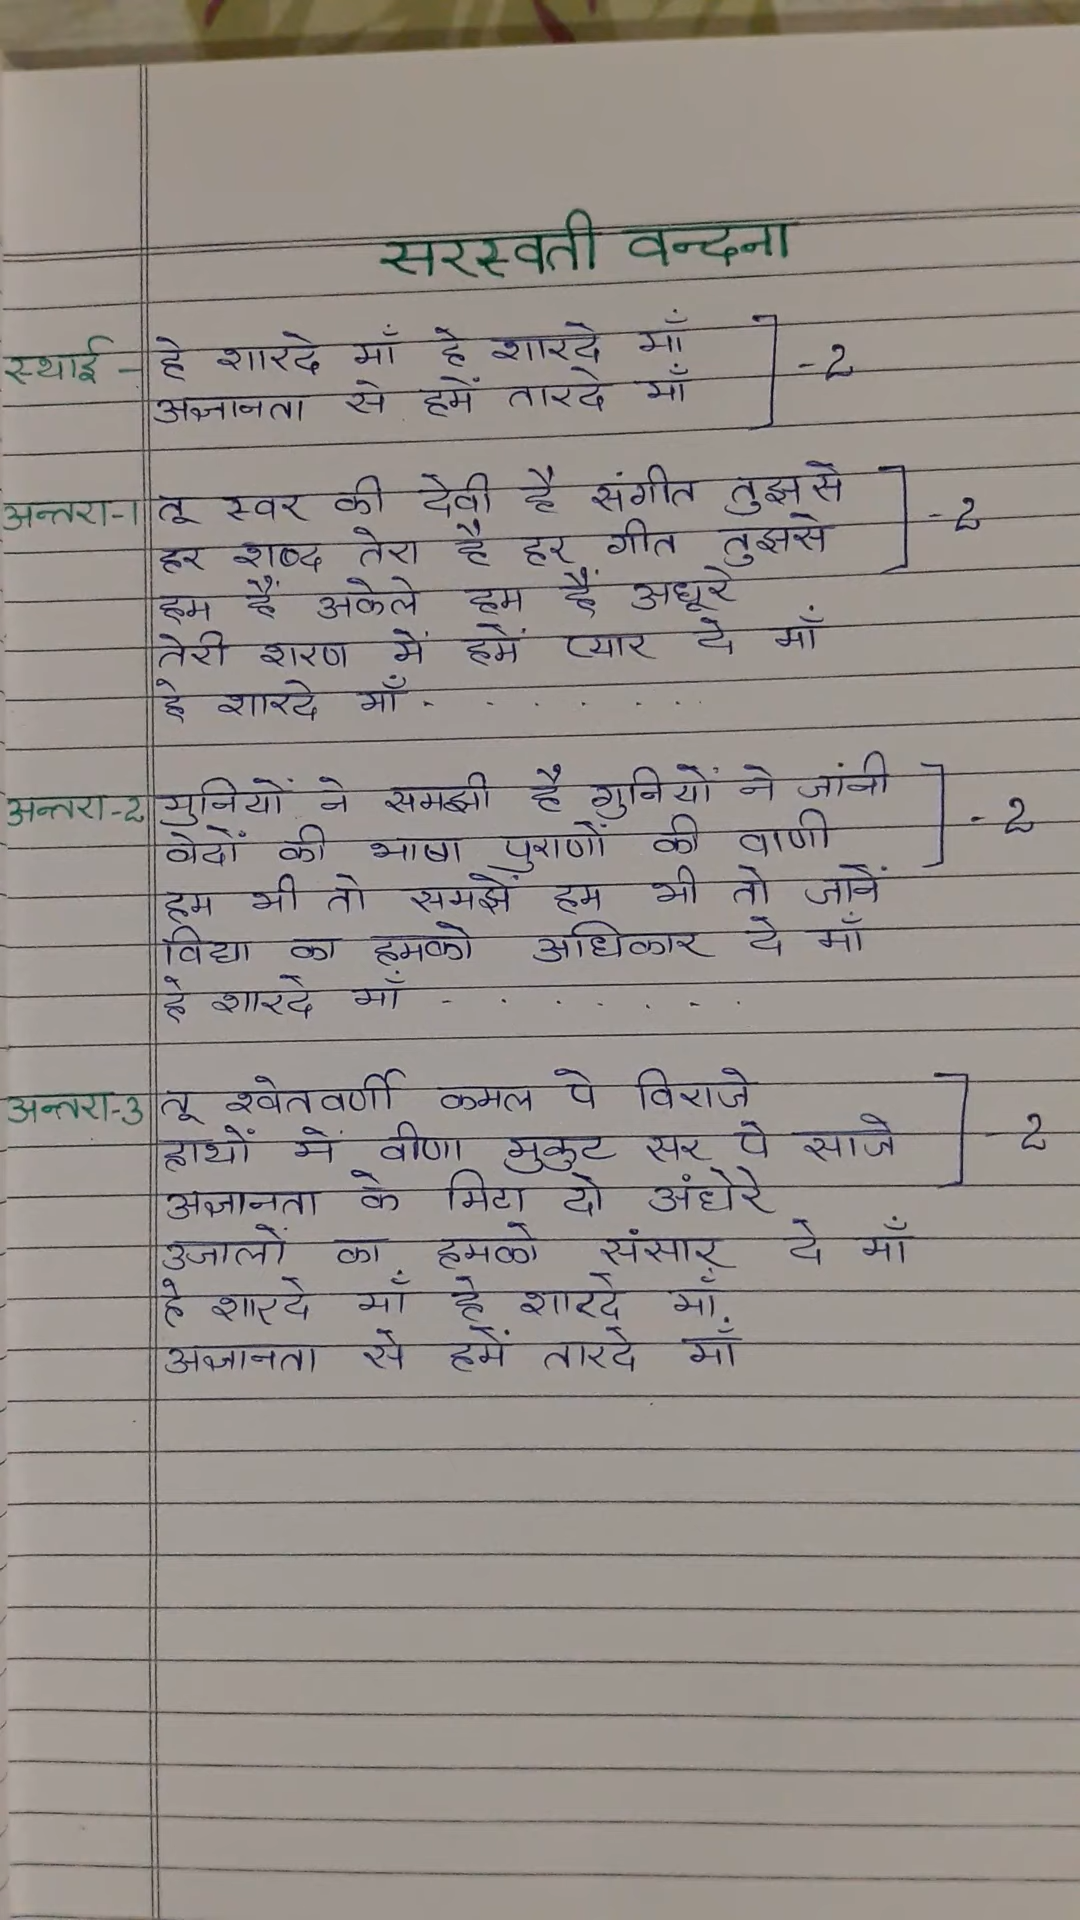 सरस्वती वन्दना
स्थाई - हे शारदे माँ हे शारदे माँ
अज्ञानता से हमें तारदे माँ ] - 2
अन्तरा-1 तू स्वर की देवी है संगीत तुझसे
हर शब्द तेरा है हर गीत तुझसे ] - 2
हम हैं अकेले हम हैं अधूरे
तेरी शरण में हमें प्यार दे माँ
हे शारदे माँ - . . . . . .
अन्तरा-2 मुनियों ने समझी है गुनियों ने जांनी
वेदों की भाषा पुराणों की वाणी ] - 2
हम भी तो समझें हम भी तो जानें
विद्या का हमको अधिकार दे माँ
हे शारदे माँ - . . . . . .
अन्तरा-3 तू श्वेतवर्णी कमल पे विराजे
हाथों में वीणा मुकुट सर पे साजे ] - 2
अज्ञानता के मिटा दो अंधेरे
उजालों का हमको संसार दे माँ
हे शारदे माँ हे शारदे माँ
अज्ञानता से हमें तारदे माँ